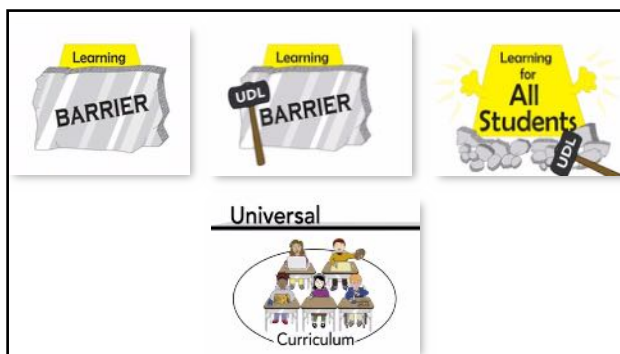 Learning
BARRIER
Learning
UDL
BARRIER
Learning
for
All
Students
UDL
Universal
Curriculum